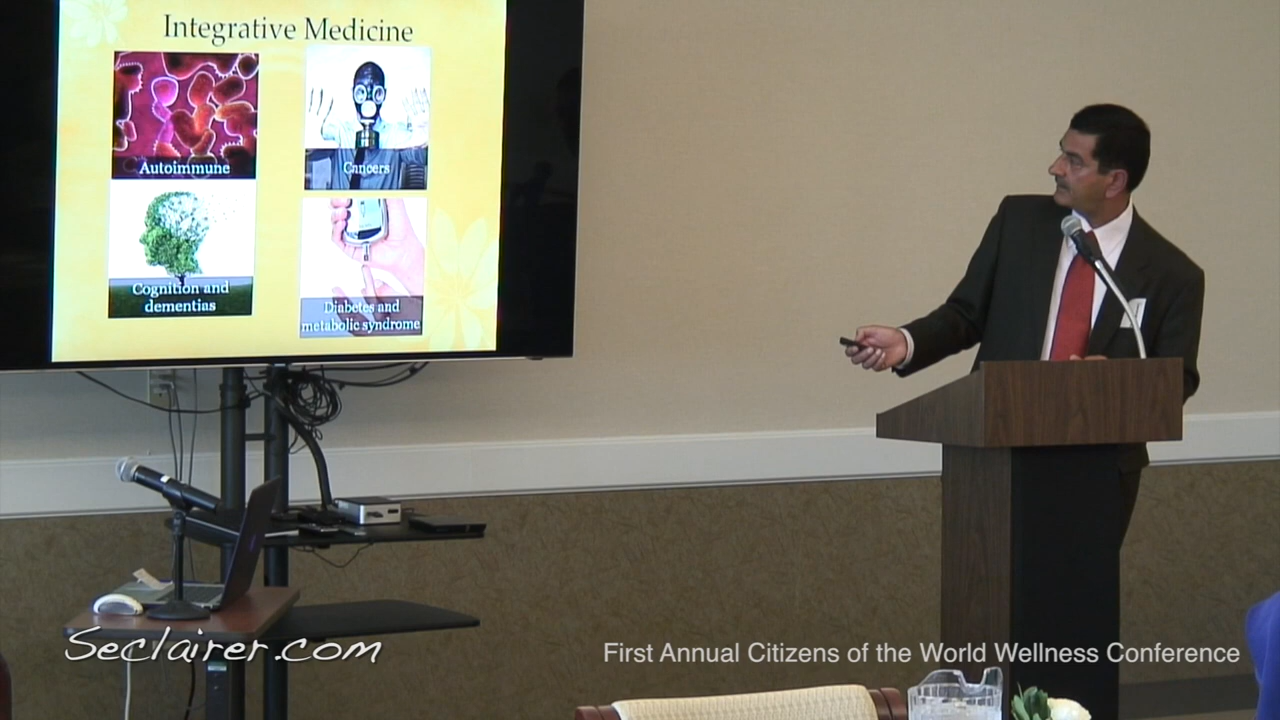 Integrative Medicine
Autoimmune
Cancers
Cognition and
dementias
Diabetes and
metabolic syndrome
Seclairer.com
First Annual Citizens of the World Wellness Conference